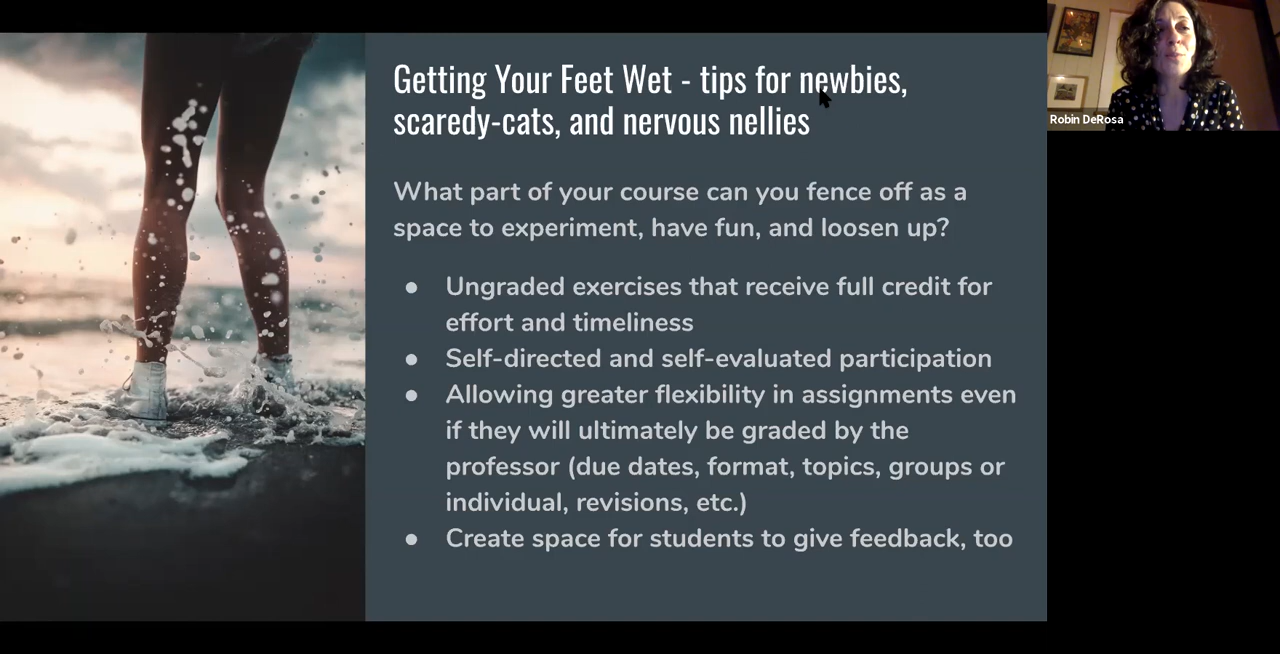 Getting Your Feet Wet - tips for newbies,
scaredy-cats, and nervous nellies
What part of your course can you fence off as a
space to experiment, have fun, and loosen up?
● Ungraded exercises that receive full credit for
effort and timeliness
● Self-directed and self-evaluated participation
● Allowing greater flexibility in assignments even
if they will ultimately be graded by the
professor (due dates, format, topics, groups or
individual, revisions, etc.)
● Create space for students to give feedback, too
Robin DeRosa